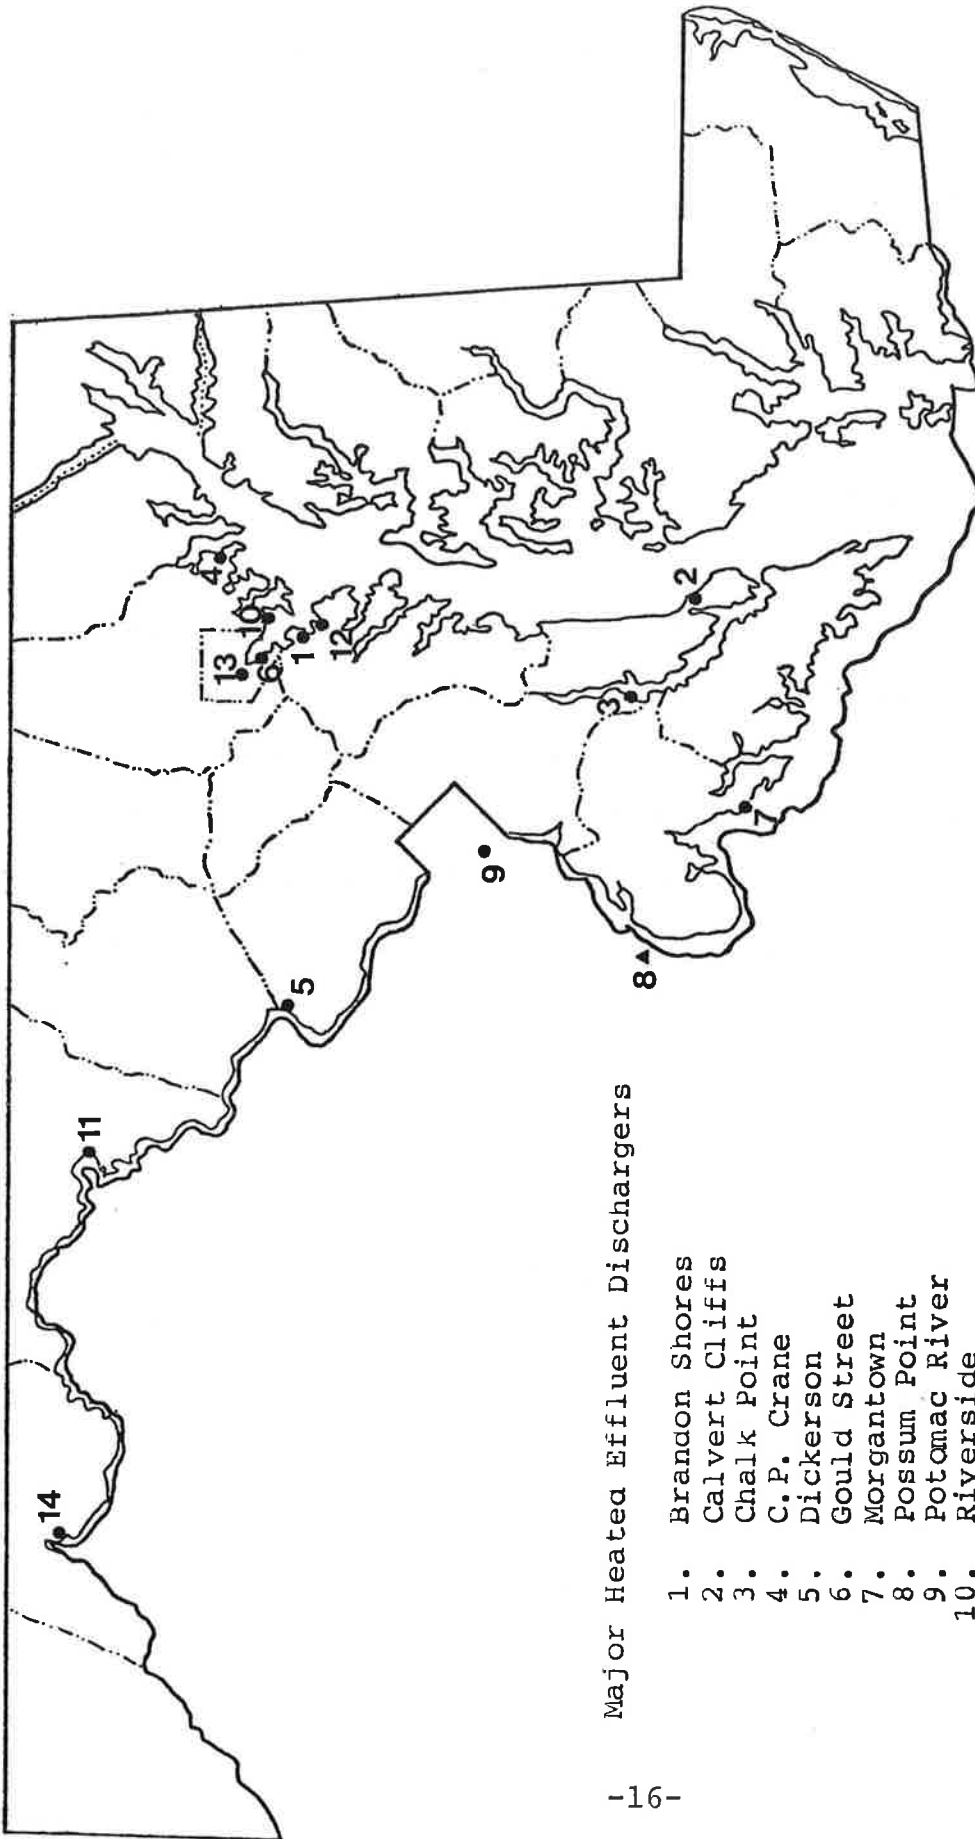 14
11
5
13
6
10
4
1
12
9
8
3
2
7
Major Heated Effluent Dischargers
1. Brandon Shores
2. Calvert Cliffs
3. Chalk Point
4. C.P. Crane
5. Dickerson
6. Gould Street
7. Morgantown
8. Possum Point
9. Potomac River
10. Riverside
-16-